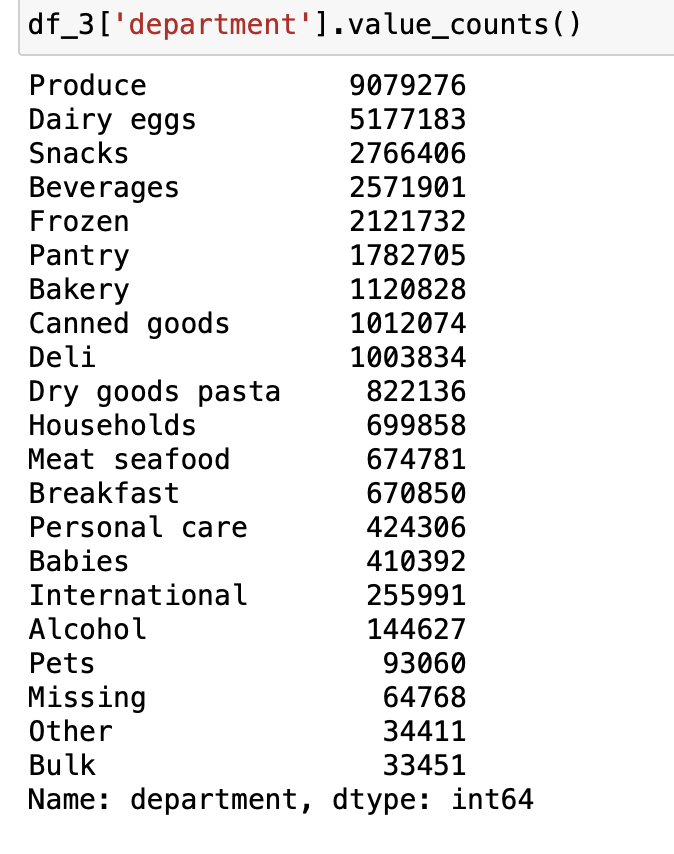 df_3['department'].value_counts()
Produce 9079276
Dairy eggs 5177183
Snacks 2766406
Beverages 2571901
Frozen 2121732
Pantry 1782705
Bakery 1120828
Canned goods 1012074
Deli 1003834
Dry goods pasta 822136
Households 699858
Meat seafood 674781
Breakfast 670850
Personal care 424306
Babies 410392
International 255991
Alcohol 144627
Pets 93060
Missing 64768
Other 34411
Bulk 33451
Name: department, dtype: int64